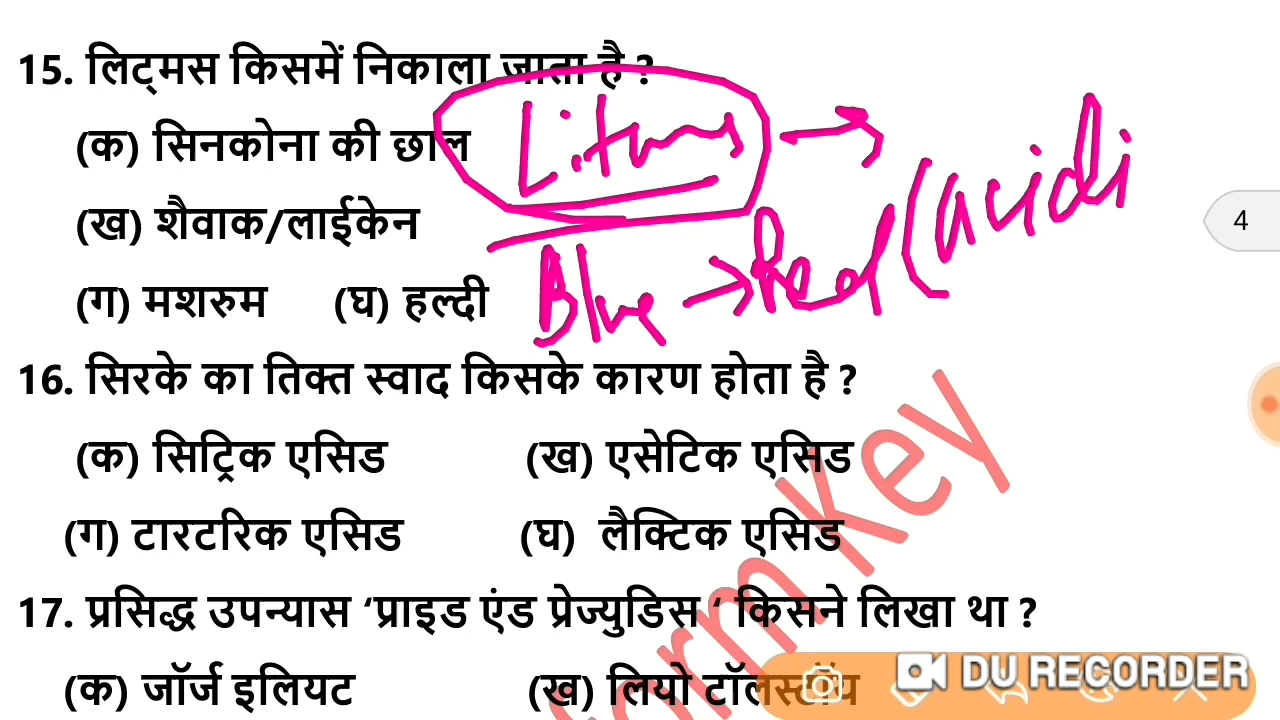 15. लिट्मस किसमें निकाला जाता है ?
Litmus →
(क) सिनकोना की छाल
(ख) शैवाक/लाईकेन
Blue → Red (acidi
(ग) मशरुम (घ) हल्दी
16. सिरके का तिक्त स्वाद किसके कारण होता है ?
(क) सिट्रिक एसिड (ख) एसेटिक एसिड
(ग) टारटरिक एसिड (घ) लैक्टिक एसिड
17. प्रसिद्ध उपन्यास ‘प्राइड एंड प्रेज्युडिस ‘ किसने लिखा था ?
(क) जॉर्ज इलियट (ख) लियो टॉलस्टॉय
4
Key
DU RECORDER